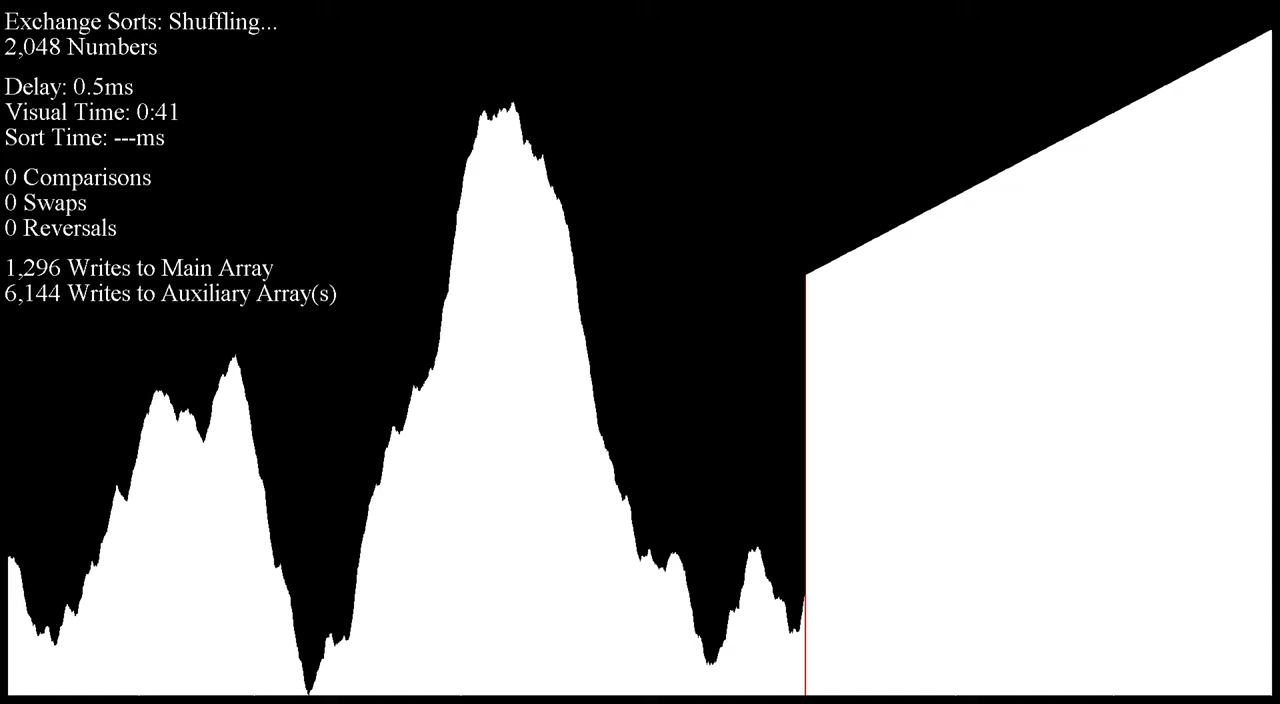 Exchange Sorts: Shuffling...
2,048 Numbers
Delay: 0.5ms
Visual Time: 0:41
Sort Time: ---ms
0 Comparisons
0 Swaps
0 Reversals
1,296 Writes to Main Array
6,144 Writes to Auxiliary Array(s)